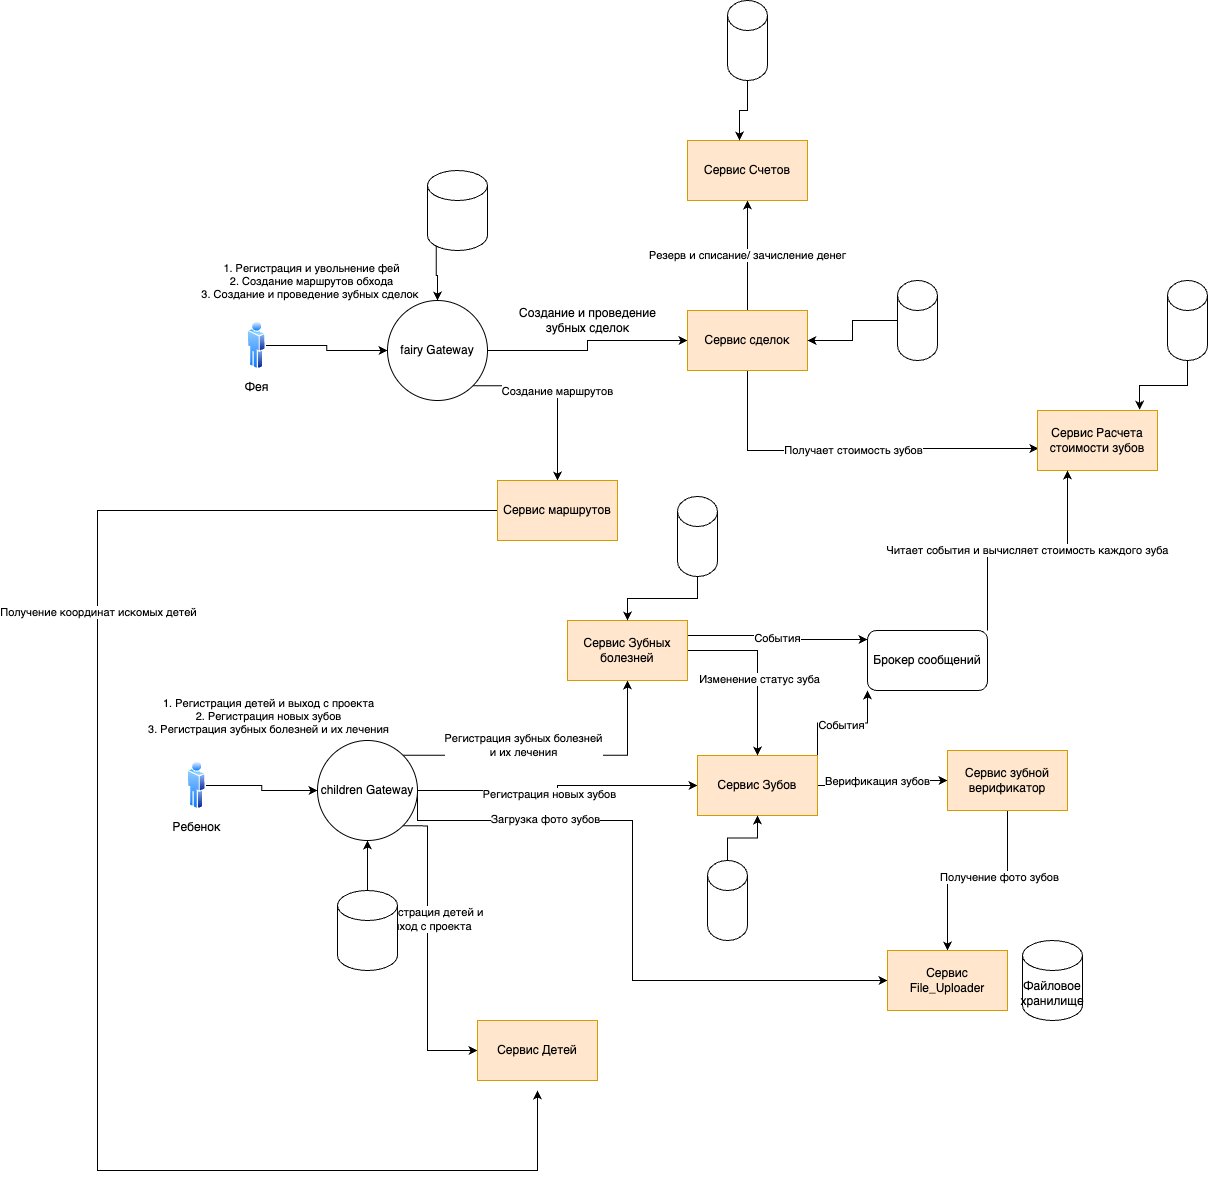 Сервис Счетов
Резерв и списание/ зачисление денег
1. Регистрация и увольнение фей
2. Создание маршрутов обхода
3. Создание и проведение зубных сделок
Создание и проведение
зубных сделок
Сервис сделок
fairy Gateway
Фея
Создание маршрутов
Сервис Расчета
стоимости зубов
Получает стоимость зубов
Сервис маршрутов
Читает события и вычисляет стоимость каждого зуба
Получение координат искомых детей
Сервис Зубных
болезней
События
Брокер сообщений
Изменение статус зуба
1. Регистрация детей и выход с проекта
2. Регистрация новых зубов
3. Регистрация зубных болезней и их лечения
События
Регистрация зубных болезней
и их лечения
Сервис зубной
верификатор
Верификация зубов
Сервис Зубов
children Gateway
Регистрация новых зубов
Загрузка фото зубов
Ребенок
Получение фото зубов
страция детей и
ход с проекта
Сервис
File_Uploader
Файловое
хранилище
Сервис Детей